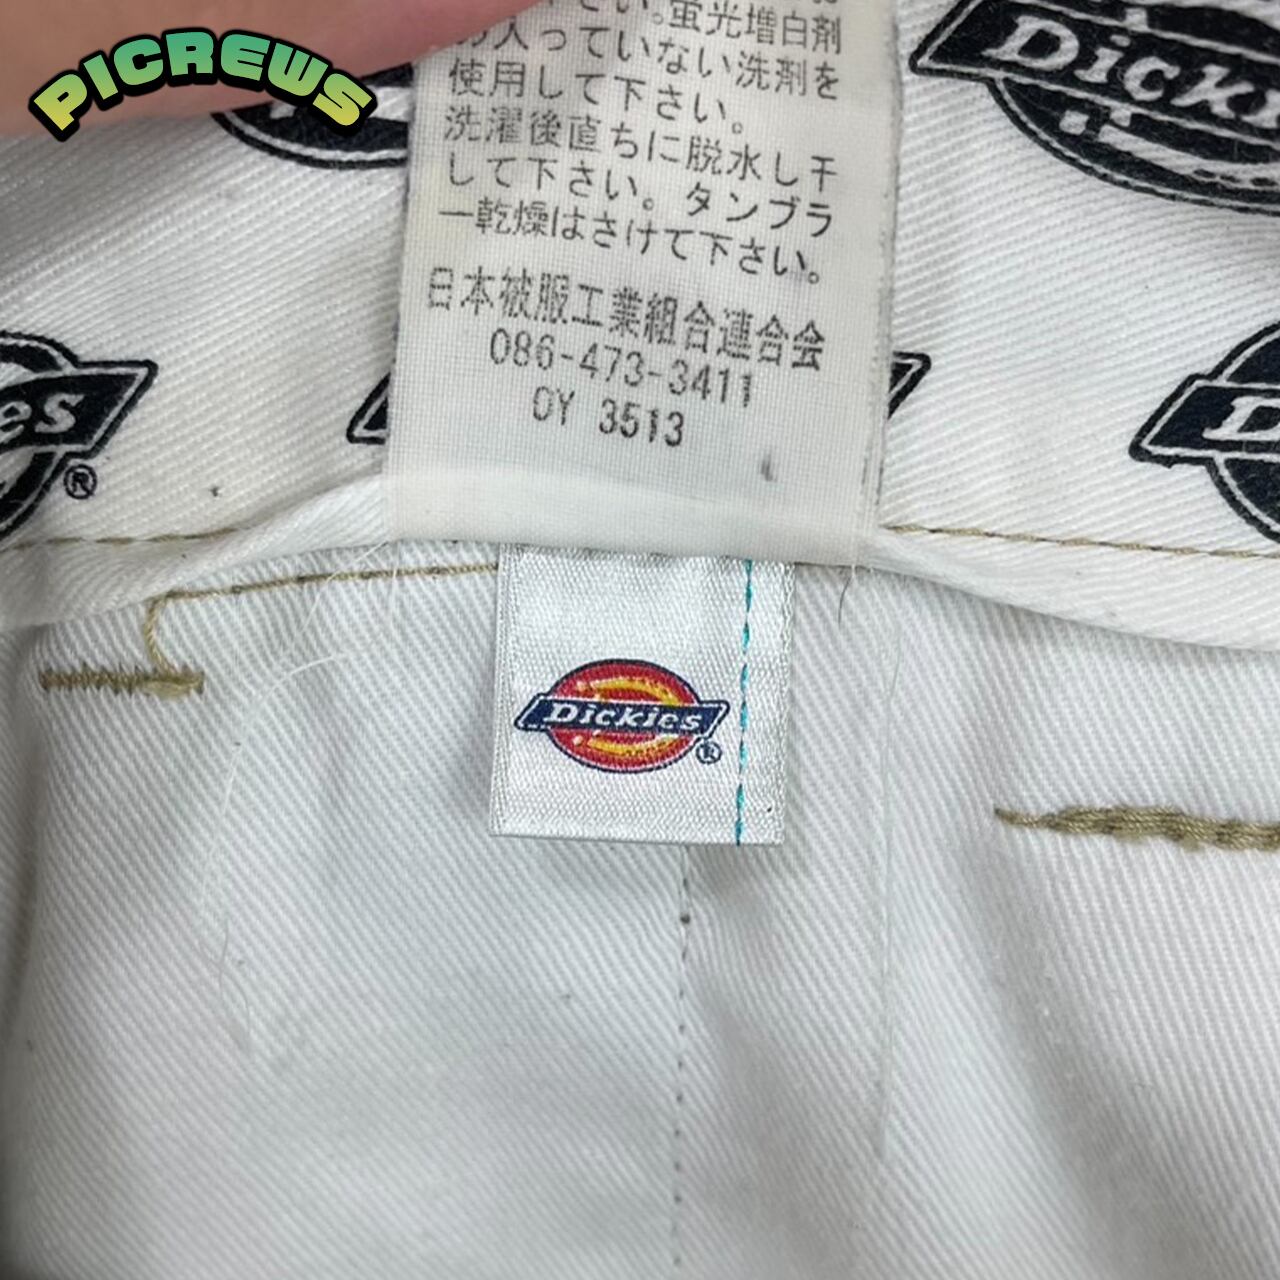 PICREWS
さい。蛍光増白剤
入っていない洗剤を
使用して下さい。
洗濯後直ちに脱水し干
して下さい。タンブラ
ー乾燥はさけて下さい。
日本被服工業組合連合会
086-473-3411
OY 3513
Dickies
Dickies
es
®
D
Dickies
®